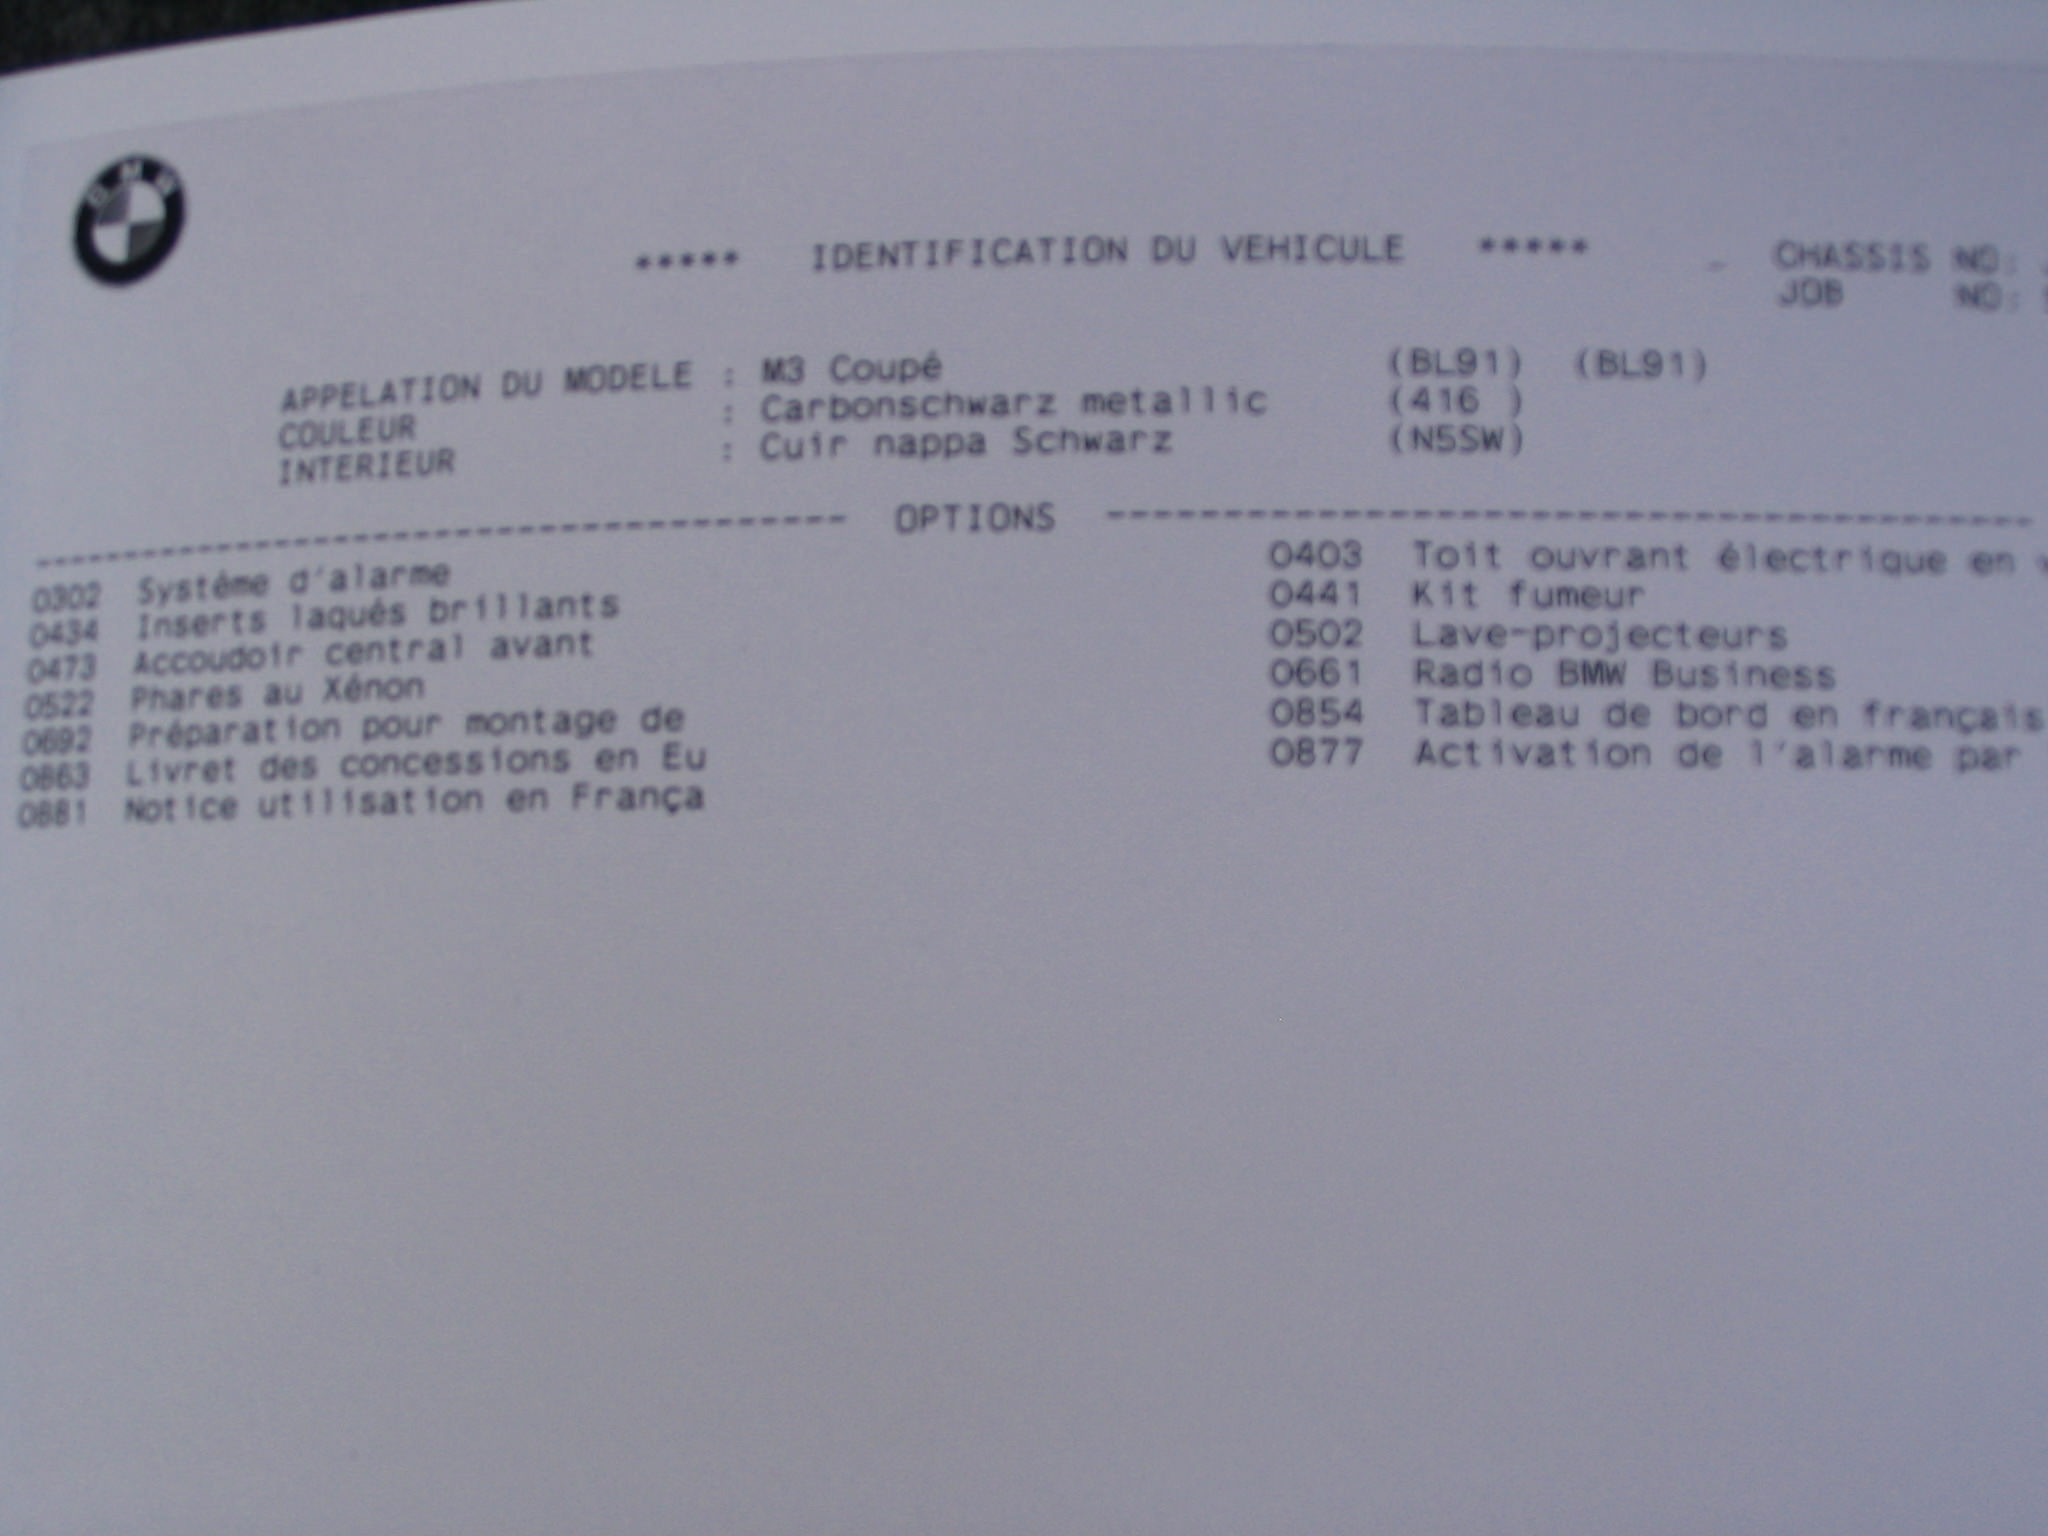 BMW
***** IDENTIFICATION DU VEHICULE *****
CHASSIS NO:
JOB NO:
APPELATION DU MODELE : M3 Coupé (BL91) (BL91)
COULEUR : Carbonschwarz metallic (416 )
INTERIEUR : Cuir nappa Schwarz (N5SW)
OPTIONS
0302 Systéme d'alarme 0403 Toit ouvrant électrique en
0434 Inserts laqués brillants 0441 Kit fumeur
0473 Accoudoir central avant 0502 Lave-projecteurs
0522 Phares au Xénon 0661 Radio BMW Business
0692 Préparation pour montage de 0854 Tableau de bord en français
0863 Livret des concessions en Eu 0877 Activation de l'alarme par
0881 Notice utilisation en França